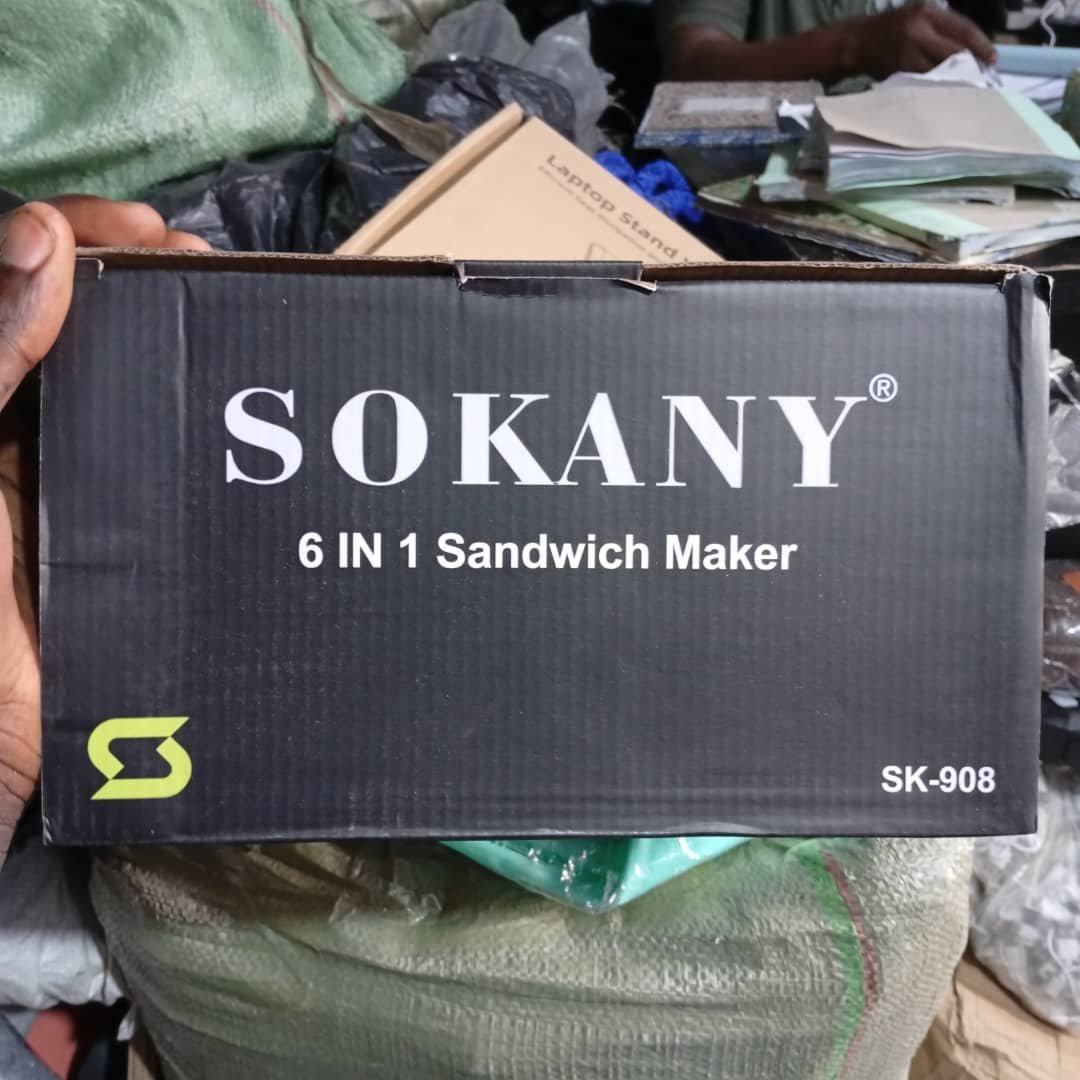 Laptop Stand
SOKANY®
6 IN 1 Sandwich Maker
SK-908